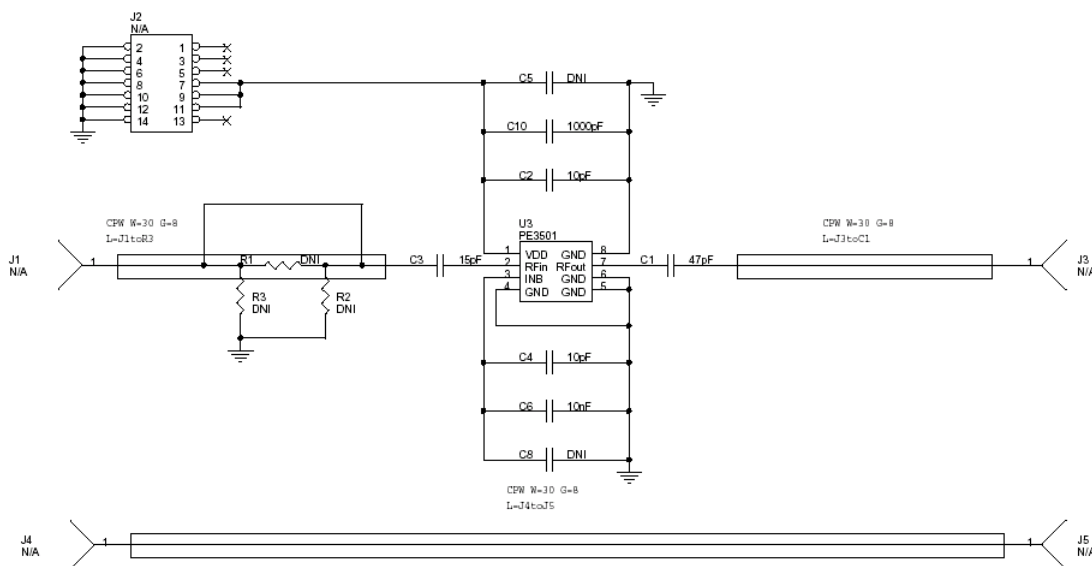 J2
N/A
2 1
4 3
6 5
8 7
10 9
12 11
14 13
C5 DNI
C10 1000pF
C2 10pF
CPW W=30 G=8
L=J1toR3
U3
PE3501
CPW W=30 G=8
L=J3toC1
J1
N/A
1
R1 DNI
C3 15pF
1 VDD GND 8
2 RFin RFout 7
3 INB GND 6
4 GND GND 5
C1 47pF
1
J3
N/A
R3
DNI
R2
DNI
C4 10pF
C6 10nF
C8 DNI
CPW W=30 G=8
L=J4toJ5
J4
N/A
1
1
J5
N/A